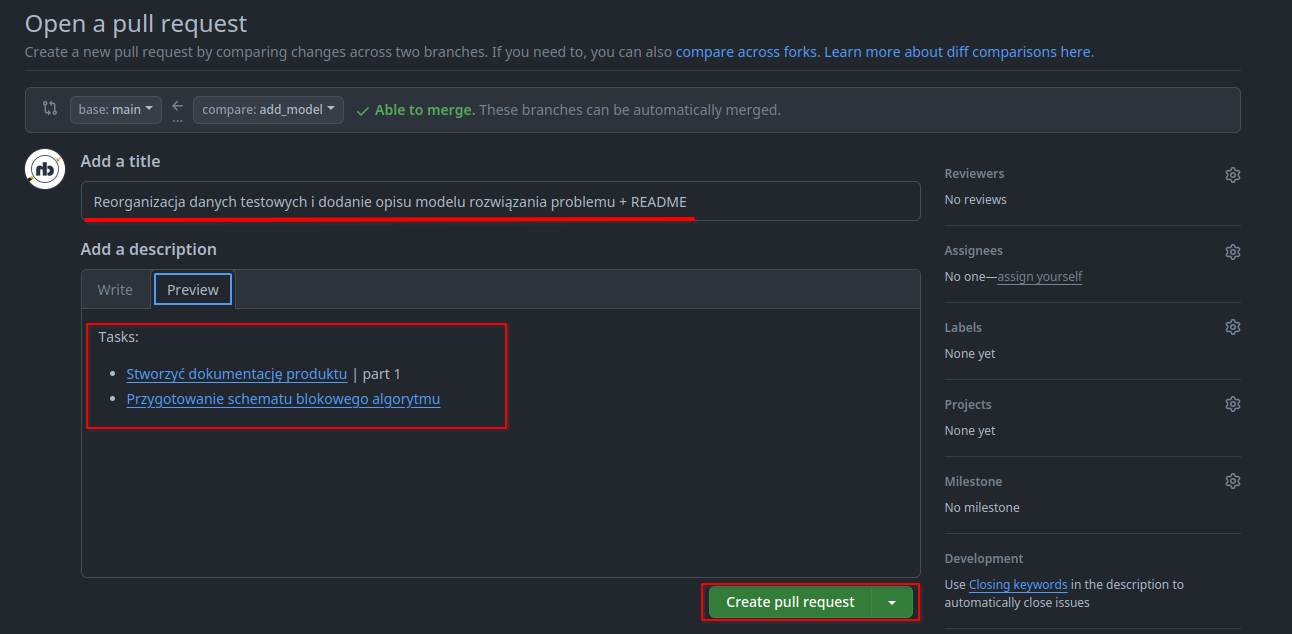 Open a pull request
Create a new pull request by comparing changes across two branches. If you need to, you can also compare across forks. Learn more about diff comparisons here.
base: main
←
...
compare: add_model
Able to merge. These branches can be automatically merged.
nb
Add a title
Reorganizacja danych testowych i dodanie opisu modelu rozwiązania problemu + README
Add a description
Write
Preview
Tasks:
• Stworzyć dokumentację produktu | part 1
• Przygotowanie schematu blokowego algorytmu
Create pull request
Reviewers
No reviews
Assignees
No one—assign yourself
Labels
None yet
Projects
None yet
Milestone
No milestone
Development
Use Closing keywords in the description to
automatically close issues